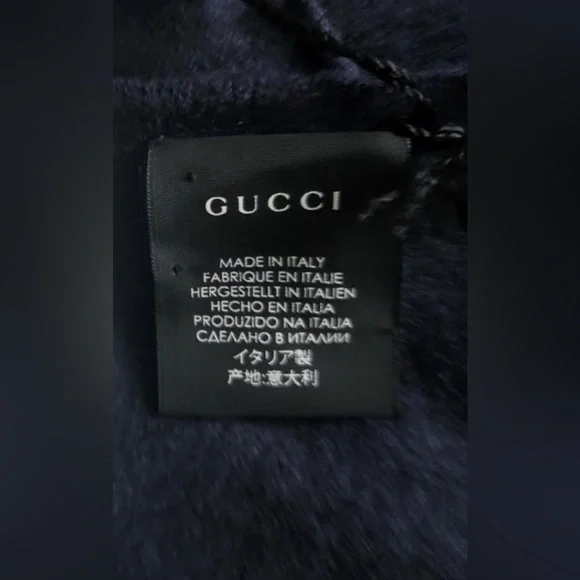 GUCCI
MADE IN ITALY
FABRIQUE EN ITALIE
HERGESTELLT IN ITALIEN
HECHO EN ITALIA
PRODUZIDO NA ITALIA
СДЕЛАНО В ИТАЛИИ
イタリア製
产地:意大利